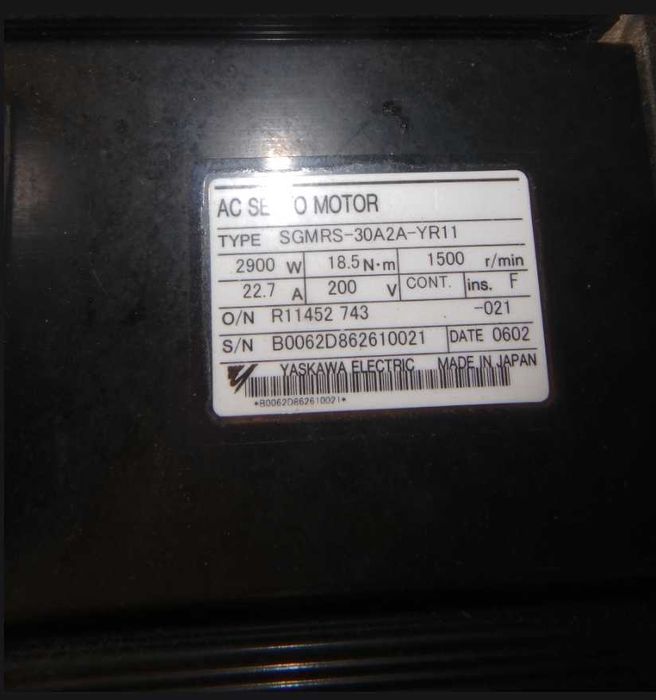 AC SE O MOTOR
TYPE SGMRS-30A2A-YR11
2900 W 18.5 N·m 1500 r/min
22.7 A 200 V CONT. ins. F
O/N R11452 743 -021
S/N B0062D862610021 DATE 0602
YASKAWA ELECTRIC MADE IN JAPAN
*B0062D862610021*